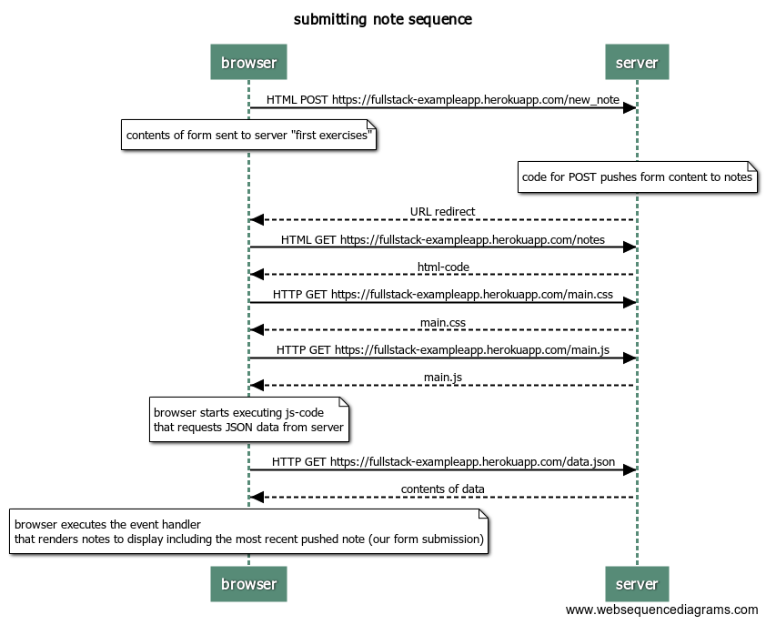 submitting note sequence
browser
server
HTML POST https://fullstack-exampleapp.herokuapp.com/new_note
contents of form sent to server "first exercises"
code for POST pushes form content to notes
URL redirect
HTML GET https://fullstack-exampleapp.herokuapp.com/notes
html-code
HTTP GET https://fullstack-exampleapp.herokuapp.com/main.css
main.css
HTTP GET https://fullstack-exampleapp.herokuapp.com/main.js
main.js
browser starts executing js-code
that requests JSON data from server
HTTP GET https://fullstack-exampleapp.herokuapp.com/data.json
contents of data
browser executes the event handler
that renders notes to display including the most recent pushed note (our form submission)
browser
server
www.websequencediagrams.com